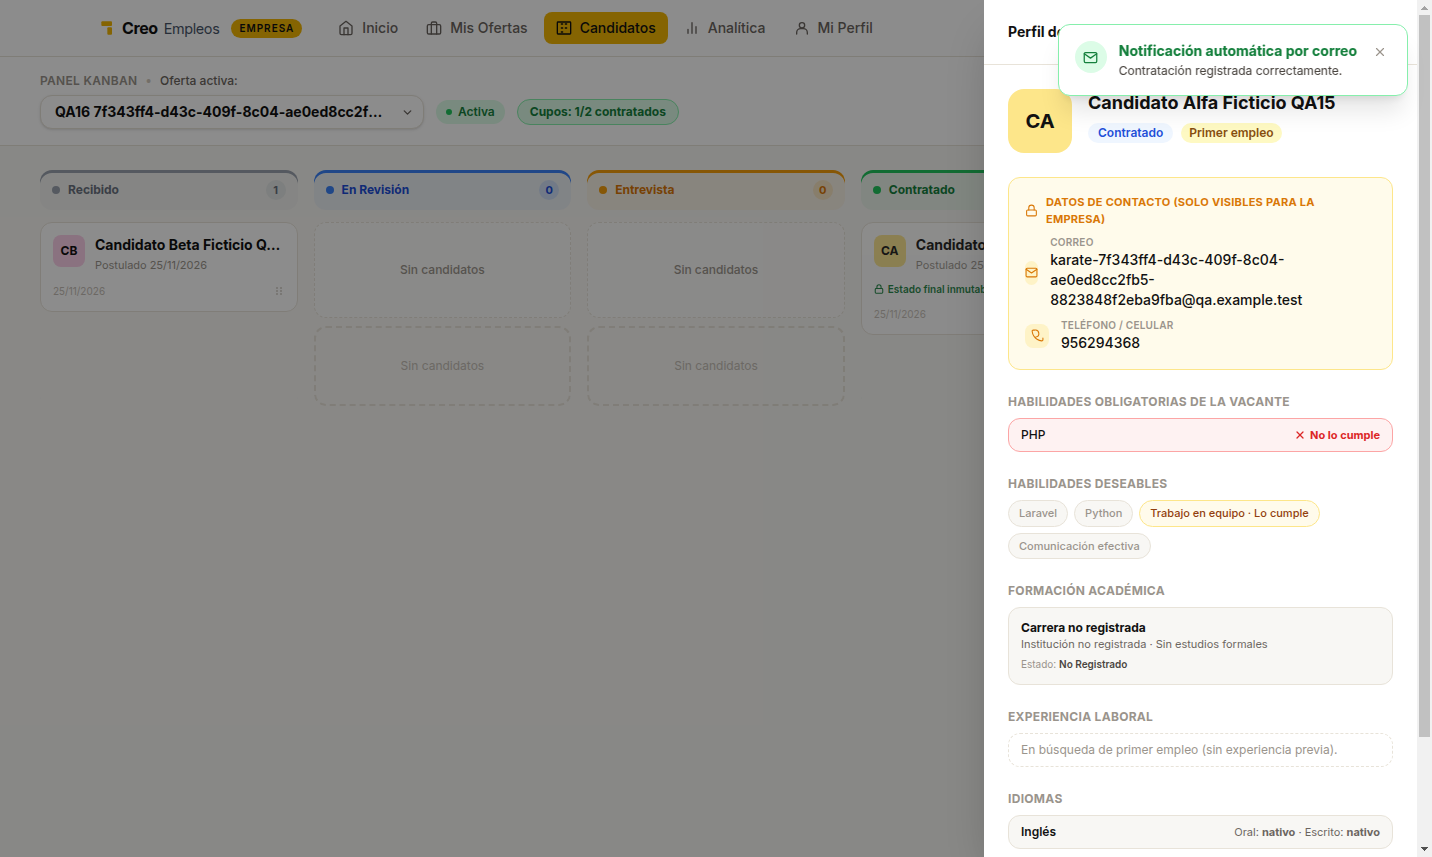 Creo Empleos EMPRESA
Inicio
Mis Ofertas
Candidatos
Analítica
Mi Perfil
PANEL KANBAN • Oferta activa:
QA16 7f343ff4-d43c-409f-8c04-ae0ed8cc2f...
Activa
Cupos: 1/2 contratados
Recibido 1
CB
Candidato Beta Ficticio Q...
Postulado 25/11/2026
25/11/2026
En Revisión 0
Sin candidatos
Sin candidatos
Entrevista 0
Sin candidatos
Sin candidatos
Contratado
CA
Candidato
Postulado 25
Estado final inmutab
25/11/2026
Perfil de
Notificación automática por correo
Contratación registrada correctamente.
CA
Candidato Alfa Ficticio QA15
Contratado
Primer empleo
DATOS DE CONTACTO (SOLO VISIBLES PARA LA
EMPRESA)
CORREO
karate-7f343ff4-d43c-409f-8c04-
ae0ed8cc2fb5-
8823848f2eba9fba@qa.example.test
TELÉFONO / CELULAR
956294368
HABILIDADES OBLIGATORIAS DE LA VACANTE
PHP
No lo cumple
HABILIDADES DESEABLES
Laravel
Python
Trabajo en equipo · Lo cumple
Comunicación efectiva
FORMACIÓN ACADÉMICA
Carrera no registrada
Institución no registrada · Sin estudios formales
Estado: No Registrado
EXPERIENCIA LABORAL
En búsqueda de primer empleo (sin experiencia previa).
IDIOMAS
Inglés
Oral: nativo · Escrito: nativo